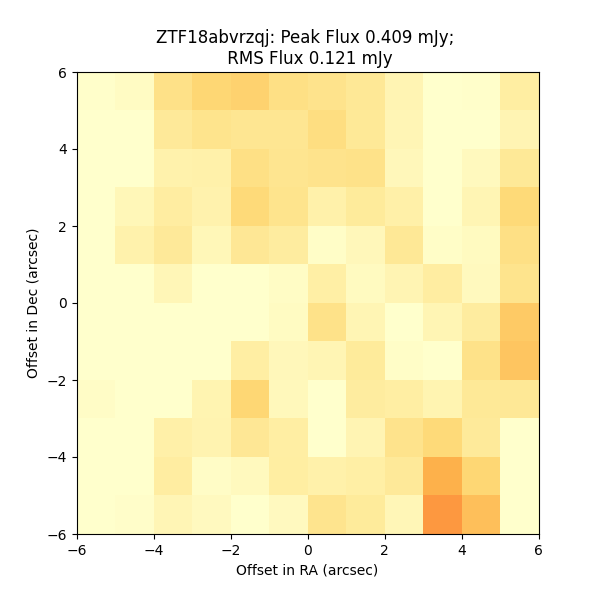 ZTF18abvrzqj: Peak Flux 0.409 mJy;
RMS Flux 0.121 mJy
6
4
2
0
−2
−4
−6
Offset in Dec (arcsec)
−6 −4 −2 0 2 4 6
Offset in RA (arcsec)